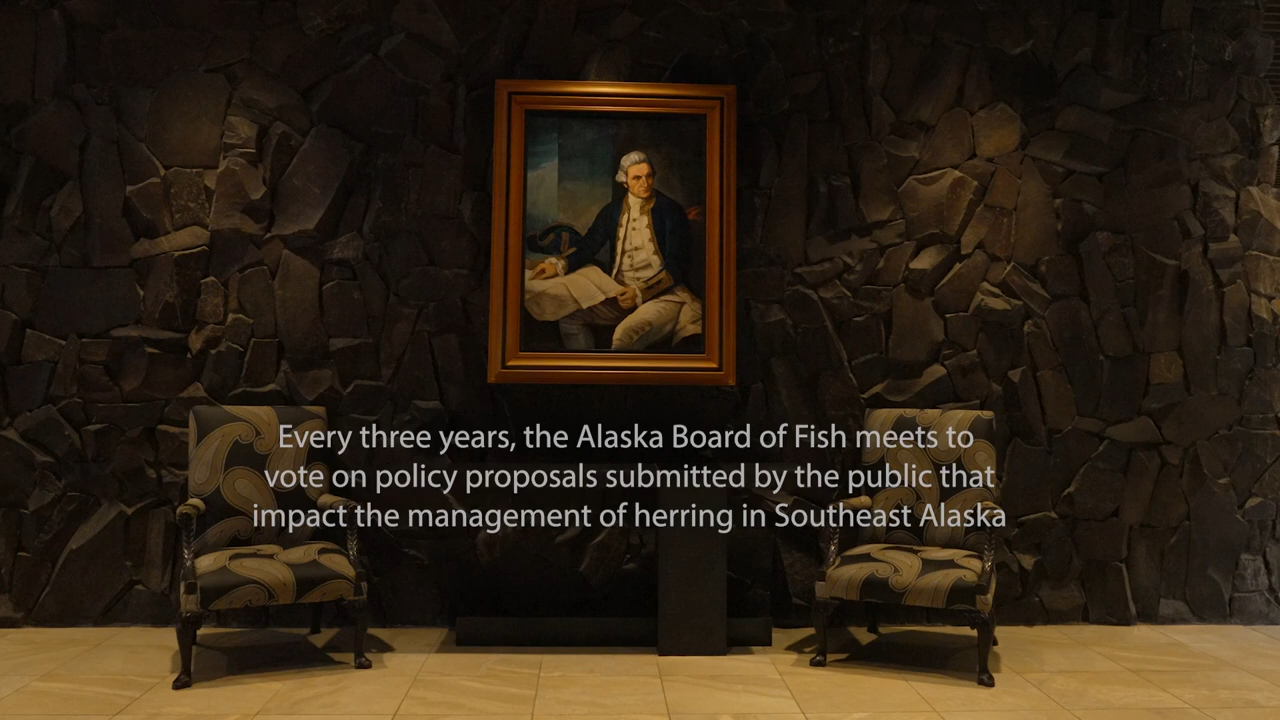 Every three years, the Alaska Board of Fish meets to
vote on policy proposals submitted by the public that
impact the management of herring in Southeast Alaska